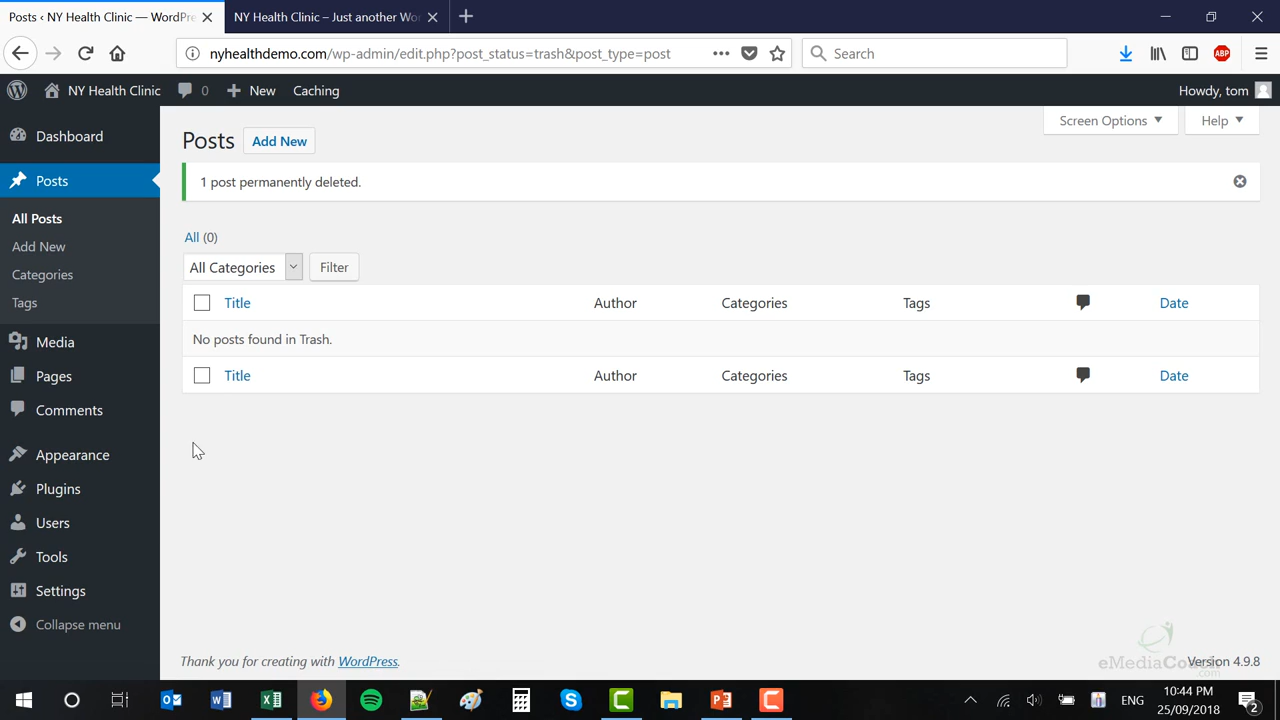 Posts ‹ NY Health Clinic — WordPre
NY Health Clinic – Just another Wor
nyhealthdemo.com/wp-admin/edit.php?post_status=trash&post_type=post
Search
ABP
NY Health Clinic
0
New
Caching
Howdy, tom
Dashboard
Posts
All Posts
Add New
Categories
Tags
Media
Pages
Comments
Appearance
Plugins
Users
Tools
Settings
Collapse menu
Screen Options
Help
Posts
Add New
1 post permanently deleted.
All (0)
All Categories
Filter
Title Author Categories Tags Date
No posts found in Trash.
Title Author Categories Tags Date
Thank you for creating with WordPress.
Version 4.9.8
ENG
10:44 PM
25/09/2018
2